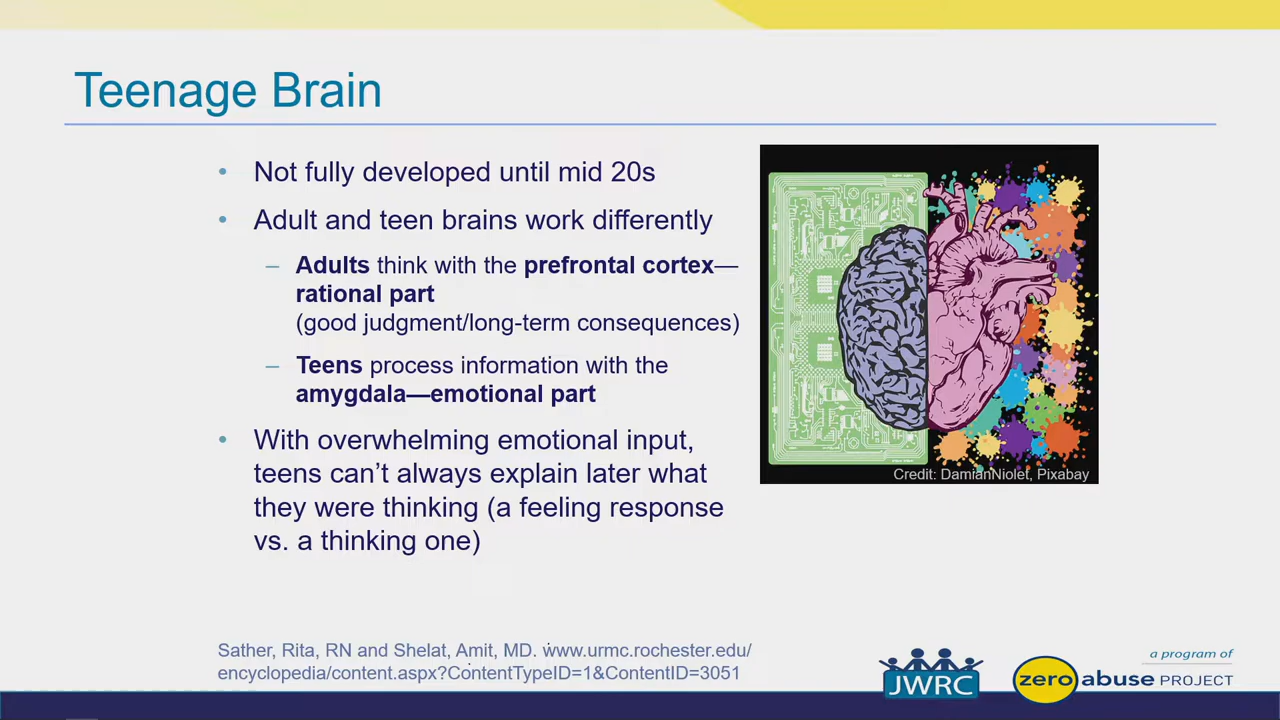 Teenage Brain
• Not fully developed until mid 20s
• Adult and teen brains work differently
– Adults think with the prefrontal cortex—
rational part
(good judgment/long-term consequences)
– Teens process information with the
amygdala—emotional part
• With overwhelming emotional input,
teens can’t always explain later what
they were thinking (a feeling response
vs. a thinking one)
Credit: DamianNiolet, Pixabay
Sather, Rita, RN and Shelat, Amit, MD. www.urmc.rochester.edu/
encyclopedia/content.aspx?ContentTypeID=1&ContentID=3051
JWRC
a program of
zero abuse PROJECT